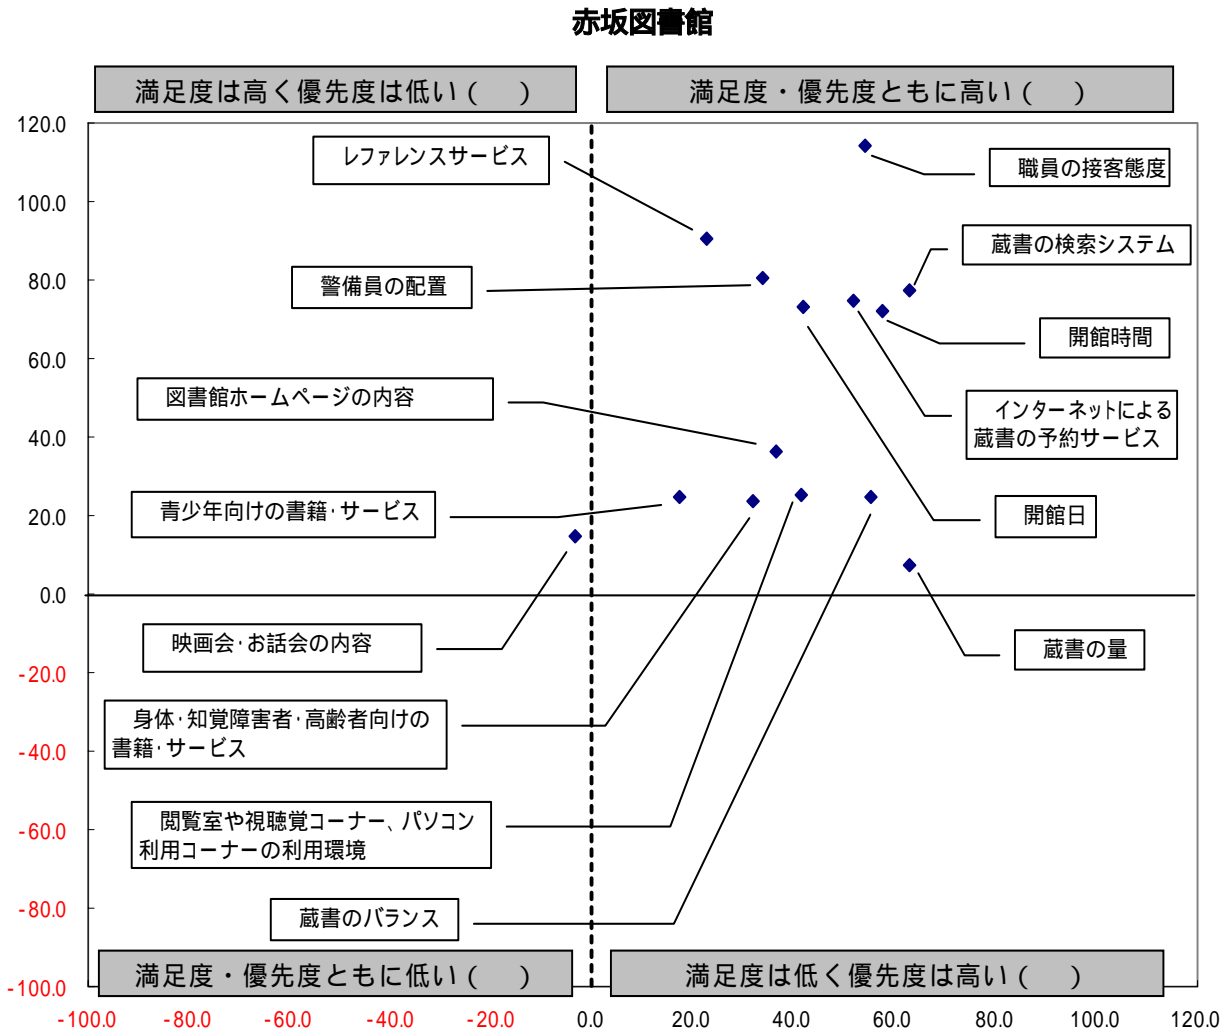 赤坂図書館
満足度は高く優先度は低い(　)
満足度・優先度ともに高い(　)
120.0
100.0
80.0
60.0
40.0
20.0
0.0
-20.0
-40.0
-60.0
-80.0
-100.0
レファレンスサービス
職員の接客態度
蔵書の検索システム
警備員の配置
開館時間
図書館ホームページの内容
インターネットによる
蔵書の予約サービス
青少年向けの書籍・サービス
開館日
映画会・お話会の内容
蔵書の量
身体・知覚障害者・高齢者向けの
書籍・サービス
閲覧室や視聴覚コーナー、パソコン
利用コーナーの利用環境
蔵書のバランス
満足度・優先度ともに低い(　)
満足度は低く優先度は高い(　)
-100.0
-80.0
-60.0
-40.0
-20.0
0.0
20.0
40.0
60.0
80.0
100.0
120.0